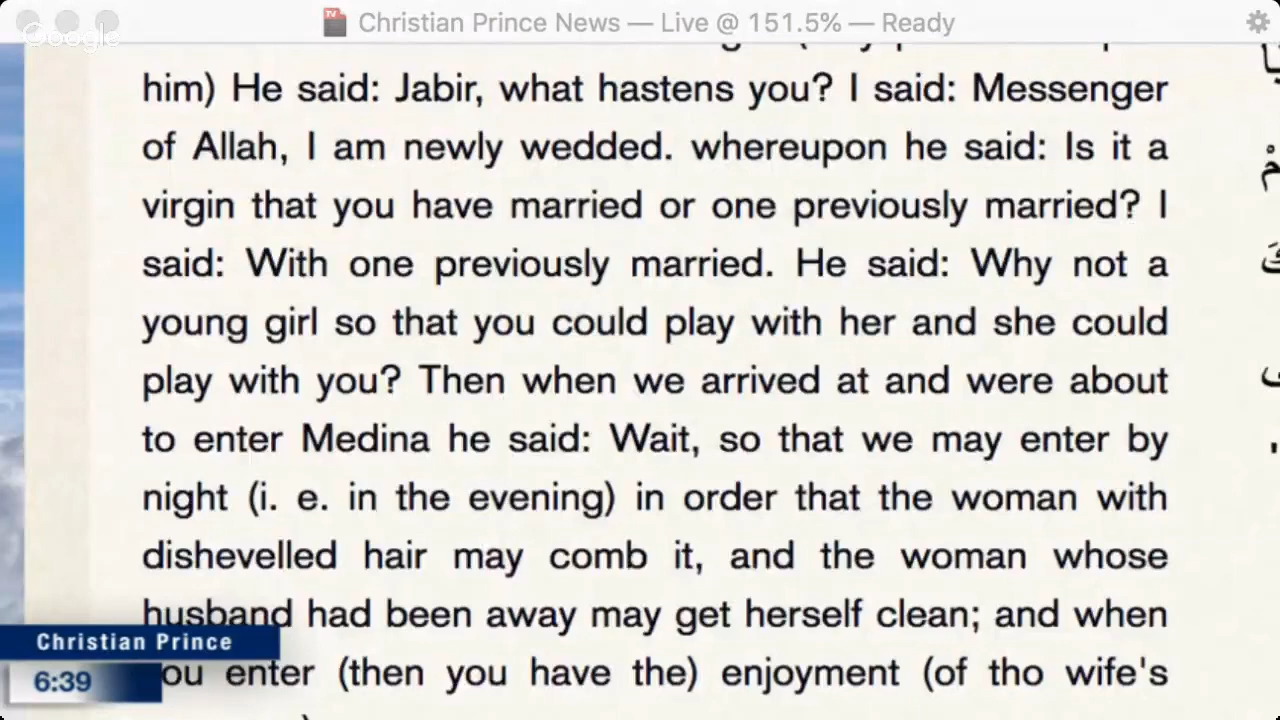 Christian Prince News — Live @ 151.5% — Ready
Google
him) He said: Jabir, what hastens you? I said: Messenger
of Allah, I am newly wedded. whereupon he said: Is it a
virgin that you have married or one previously married? I
said: With one previously married. He said: Why not a
young girl so that you could play with her and she could
play with you? Then when we arrived at and were about
to enter Medina he said: Wait, so that we may enter by
night (i. e. in the evening) in order that the woman with
dishevelled hair may comb it, and the woman whose
husband had been away may get herself clean; and when
you enter (then you have the) enjoyment (of tho wife's
Christian Prince
6:39